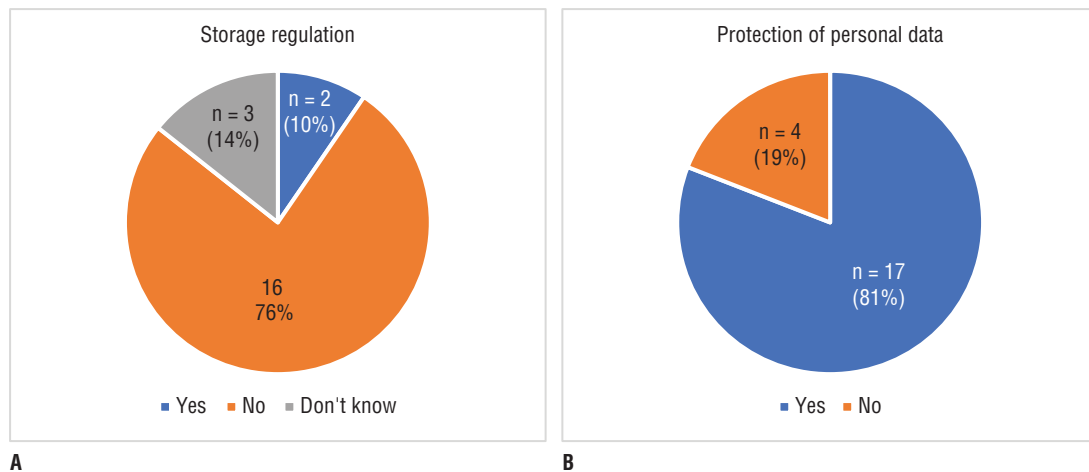 Storage regulation
n = 3
(14%)
n = 2
(10%)
16
76%
Yes No Don't know
A
Protection of personal data
n = 4
(19%)
n = 17
(81%)
Yes No
B